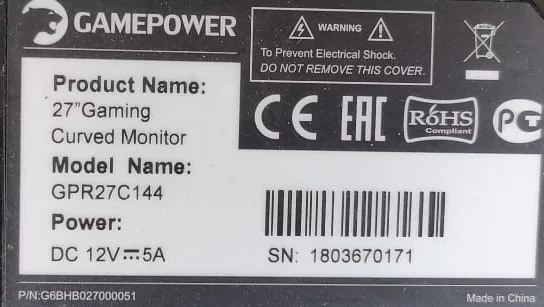 GAMEPOWER
WARNING
To Prevent Electrical Shock.
DO NOT REMOVE THIS COVER.
Product Name:
27"Gaming
Curved Monitor
CE EAC RoHS
Compliant
PG
Model Name:
GPR27C144
Power:
DC 12V⎓5A
SN: 1803670171
P/N:G6BHB027000051
Made in China